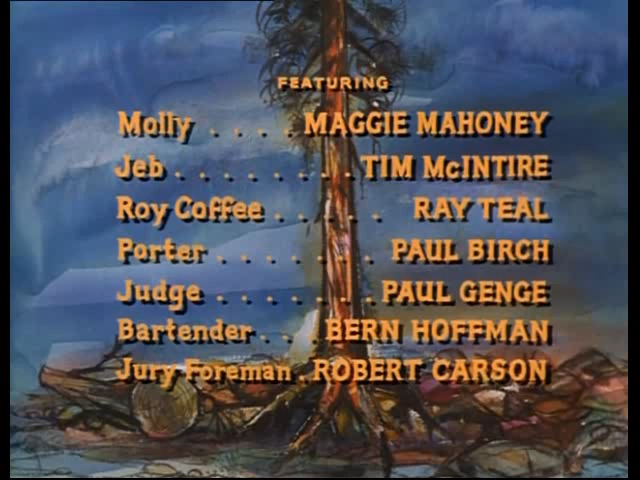 FEATURING
Molly . . . . MAGGIE MAHONEY
Jeb . . . . . . . . TIM McINTIRE
Roy Coffee . . . . . RAY TEAL
Porter . . . . . . . PAUL BIRCH
Judge . . . . . . . PAUL GENGE
Bartender . . . BERN HOFFMAN
Jury Foreman . ROBERT CARSON